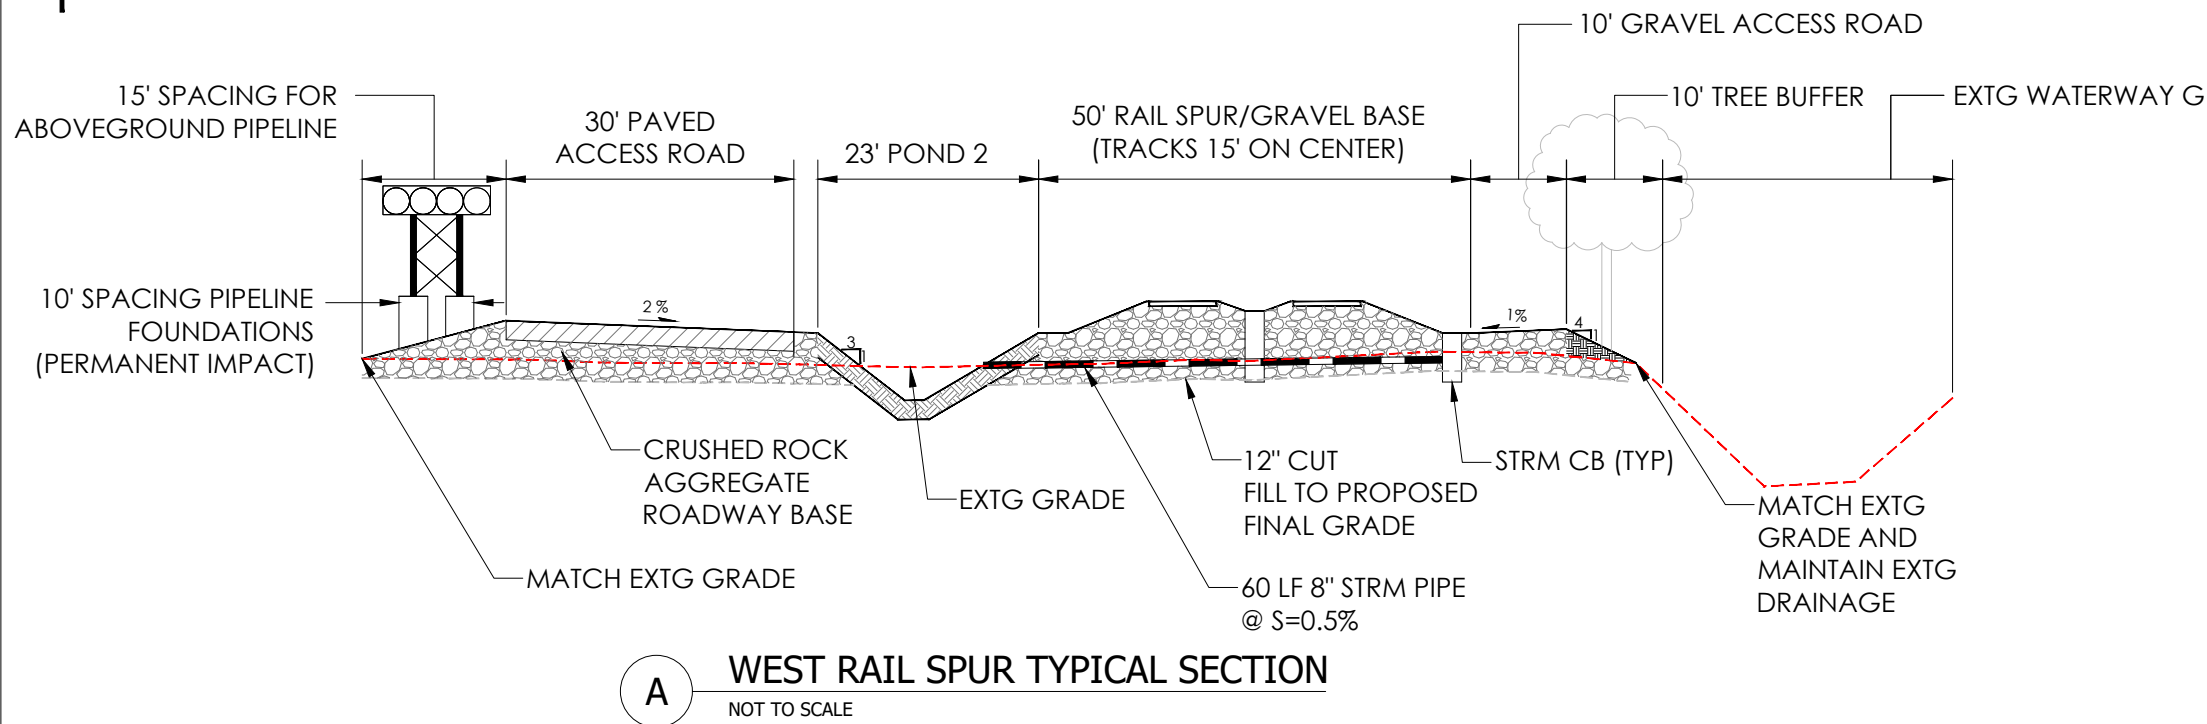 10' GRAVEL ACCESS ROAD
15' SPACING FOR
ABOVEGROUND PIPELINE
30' PAVED
ACCESS ROAD
23' POND 2
50' RAIL SPUR/GRAVEL BASE
(TRACKS 15' ON CENTER)
10' TREE BUFFER
EXTG WATERWAY G
10' SPACING PIPELINE
FOUNDATIONS
(PERMANENT IMPACT)
2%
3
1
1%
4
1
CRUSHED ROCK
AGGREGATE
ROADWAY BASE
EXTG GRADE
12" CUT
FILL TO PROPOSED
FINAL GRADE
STRM CB (TYP)
MATCH EXTG
GRADE AND
MAINTAIN EXTG
DRAINAGE
MATCH EXTG GRADE
60 LF 8" STRM PIPE
@ S=0.5%
A
WEST RAIL SPUR TYPICAL SECTION
NOT TO SCALE